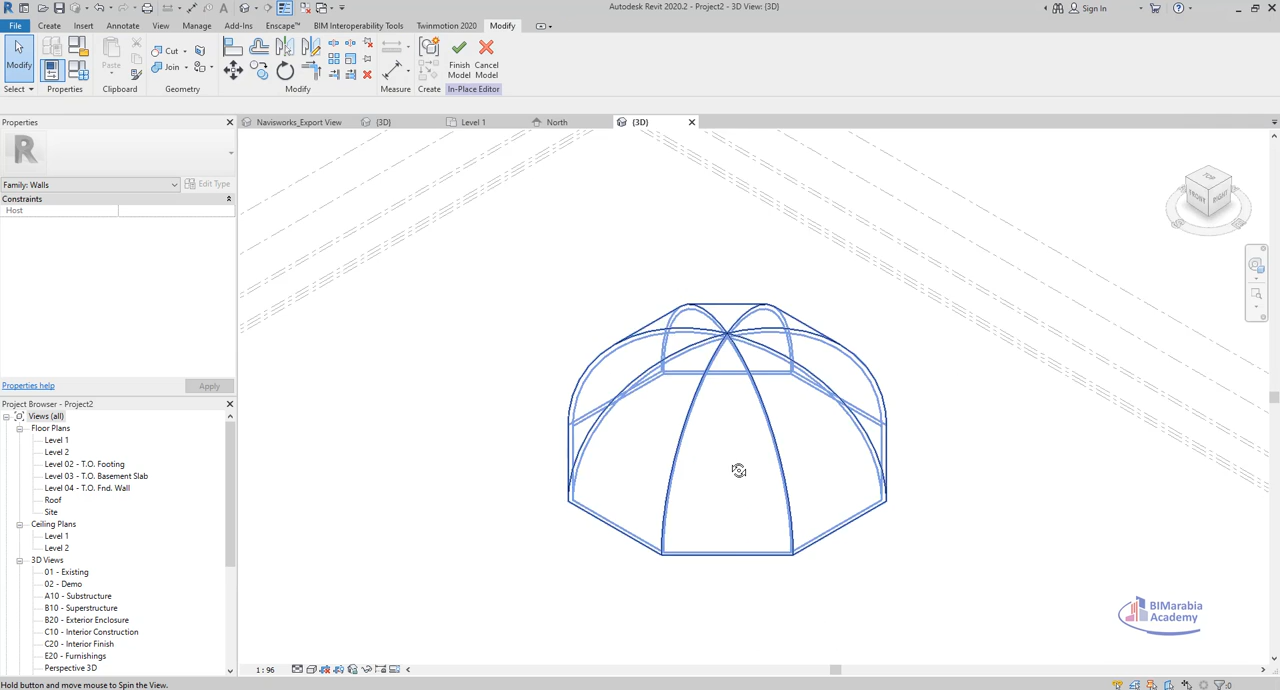 Autodesk Revit 2020.2 - Project2 - 3D View: {3D}
Sign In
File Create Insert Annotate View Manage Add-Ins Enscape™ BIM Interoperability Tools Twinmotion 2020 Modify
Modify
Paste
Cut
Join
Finish Model
Cancel Model
Select Properties Clipboard Geometry Modify Measure Create In-Place Editor
Properties
Navisworks_Export View
{3D}
Level 1
North
{3D}
Family: Walls
Edit Type
Constraints
Host
TOP
FRONT
RIGHT
Properties help
Apply
Project Browser - Project2
Views (all)
Floor Plans
Level 1
Level 2
Level 02 - T.O. Footing
Level 03 - T.O. Basement Slab
Level 04 - T.O. Fnd. Wall
Roof
Site
Ceiling Plans
Level 1
Level 2
3D Views
01 - Existing
02 - Demo
A10 - Substructure
B10 - Superstructure
B20 - Exterior Enclosure
C10 - Interior Construction
C20 - Interior Finish
E20 - Furnishings
Perspective 3D
BIMarabia
Academy
1 : 96
Hold button and move mouse to Spin the View.
:0